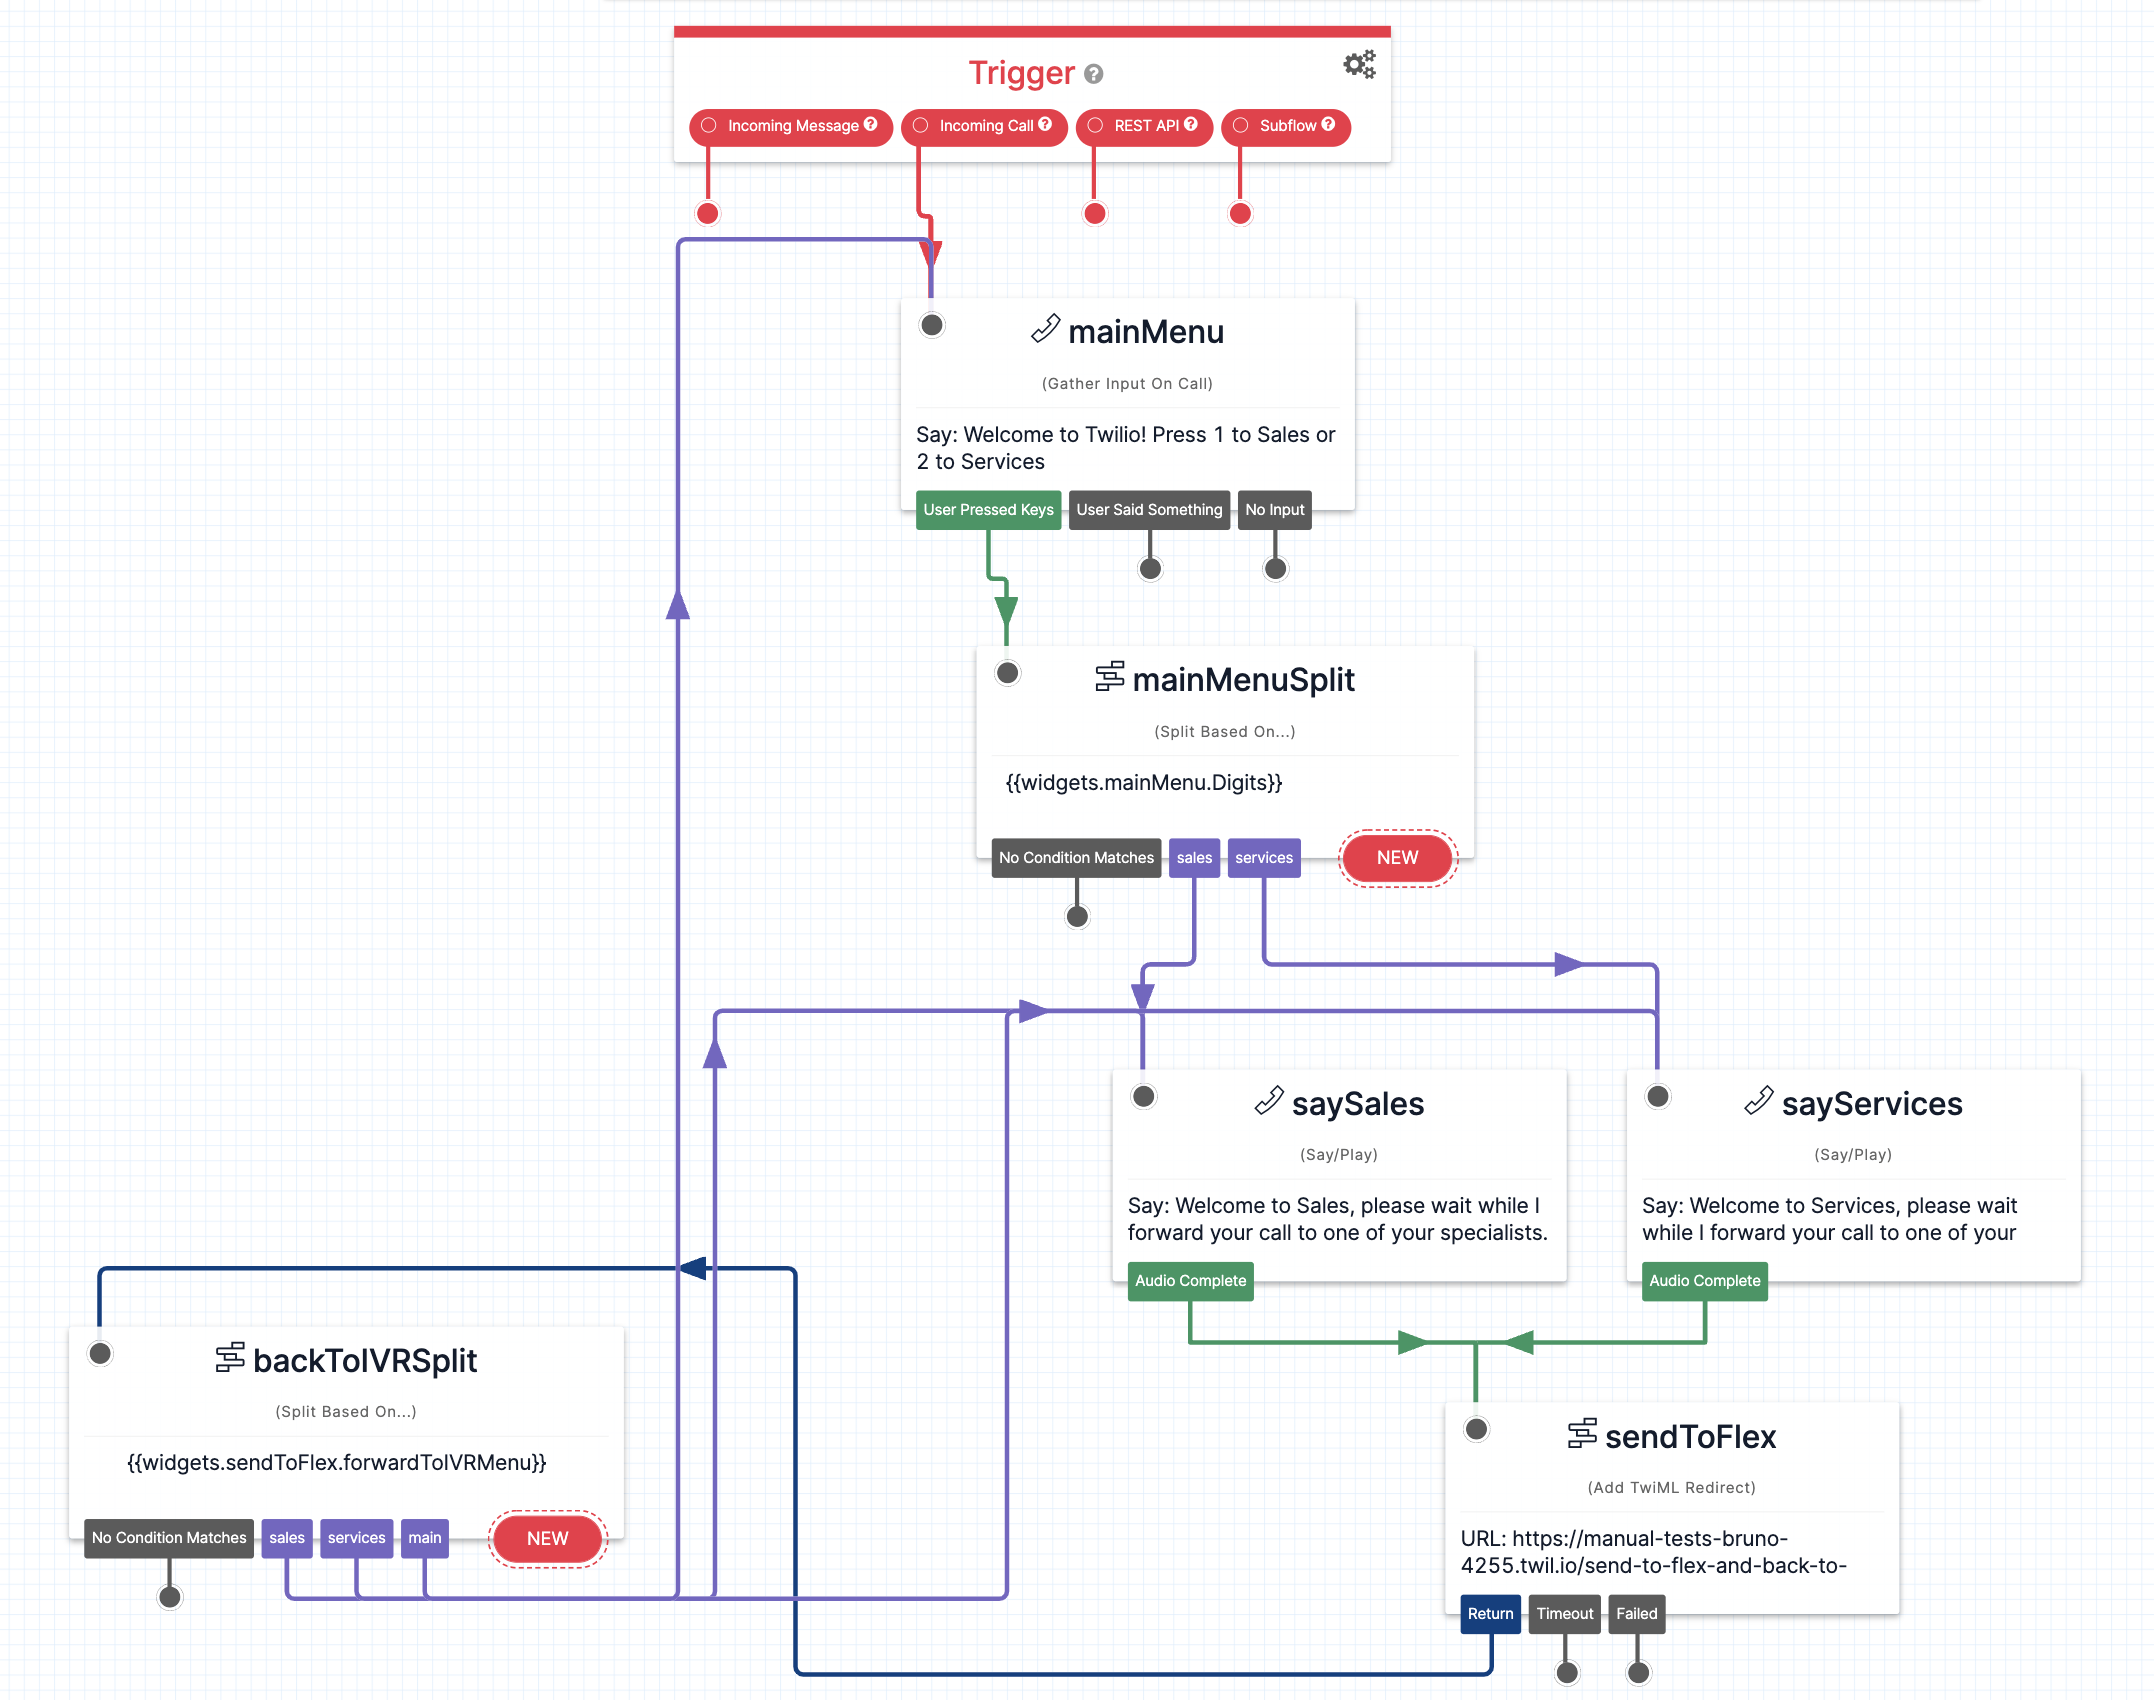 Trigger ?
Incoming Message ? Incoming Call ? REST API ? Subflow ?
mainMenu
(Gather Input On Call)
Say: Welcome to Twilio! Press 1 to Sales or
2 to Services
User Pressed Keys User Said Something No Input
mainMenuSplit
(Split Based On...)
{{widgets.mainMenu.Digits}}
No Condition Matches sales services NEW
saySales
(Say/Play)
Say: Welcome to Sales, please wait while I
forward your call to one of your specialists.
Audio Complete
sayServices
(Say/Play)
Say: Welcome to Services, please wait
while I forward your call to one of your
Audio Complete
backToIVRSplit
(Split Based On...)
{{widgets.sendToFlex.forwardToIVRMenu}}
No Condition Matches sales services main NEW
sendToFlex
(Add TwiML Redirect)
URL: https://manual-tests-bruno-
4255.twil.io/send-to-flex-and-back-to-
Return Timeout Failed